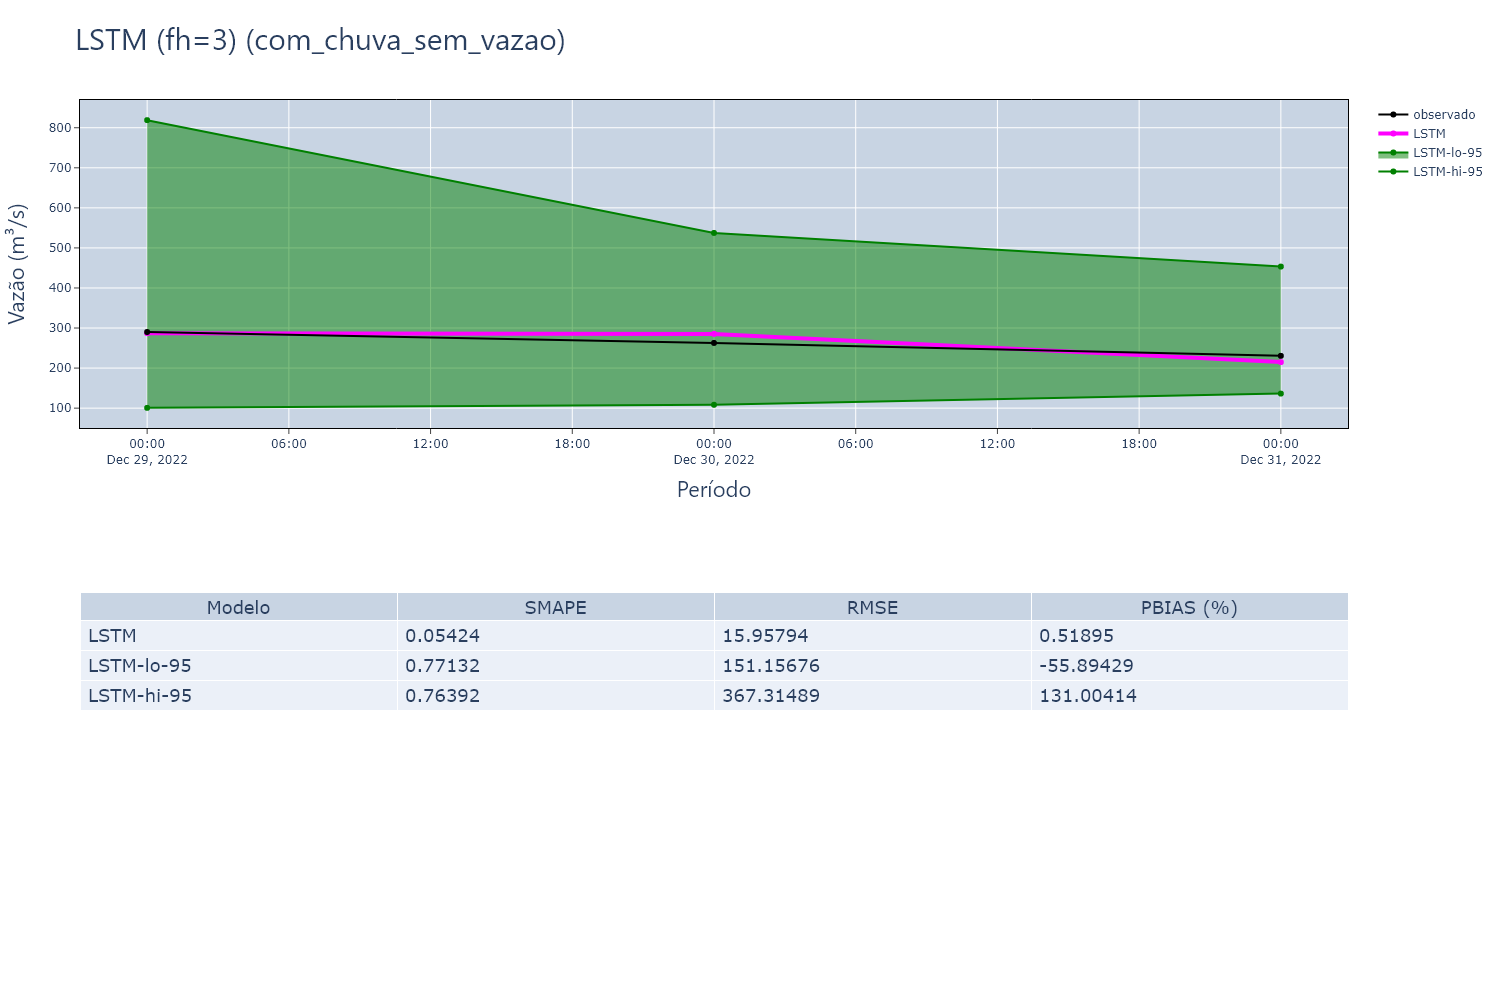 LSTM (fh=3) (com_chuva_sem_vazao)
observado
LSTM
LSTM-lo-95
LSTM-hi-95
Vazão (m³/s)
800
700
600
500
400
300
200
100
00:00 06:00 12:00 18:00 00:00 06:00 12:00 18:00 00:00
Dec 29, 2022 Dec 30, 2022 Dec 31, 2022
Período
Modelo SMAPE RMSE PBIAS (%)
LSTM 0.05424 15.95794 0.51895
LSTM-lo-95 0.77132 151.15676 -55.89429
LSTM-hi-95 0.76392 367.31489 131.00414